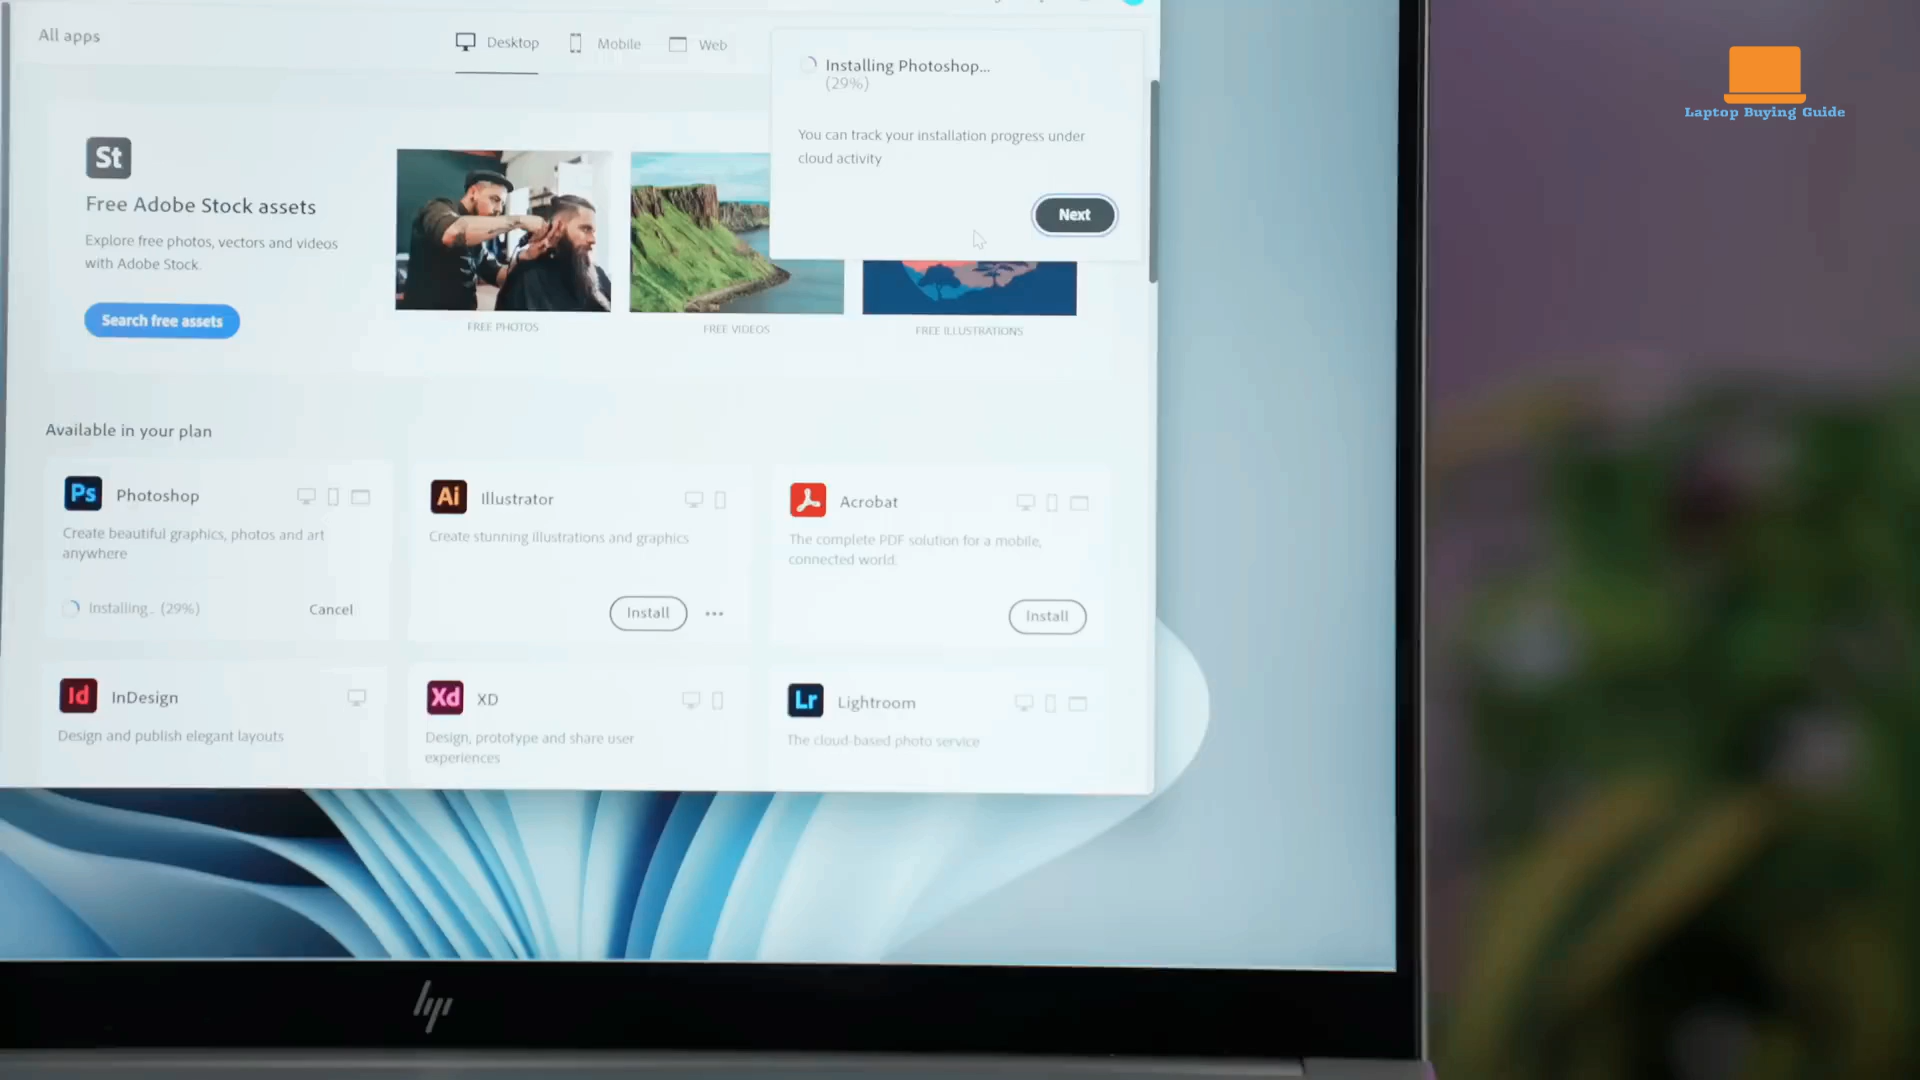 All apps
Desktop
Mobile
Web
Installing Photoshop...
(29%)
You can track your installation progress under
cloud activity
Next
Laptop Buying Guide
St
Free Adobe Stock assets
Explore free photos, vectors and videos
with Adobe Stock.
Search free assets
FREE PHOTOS
FREE VIDEOS
FREE ILLUSTRATIONS
Available in your plan
Ps Photoshop
Create beautiful graphics, photos and art
anywhere
Installing... (29%)
Cancel
Ai Illustrator
Create stunning illustrations and graphics
Install
Acrobat
The complete PDF solution for a mobile,
connected world.
Install
Id InDesign
Design and publish elegant layouts
Xd XD
Design, prototype and share user
experiences
Lr Lightroom
The cloud-based photo service
hp